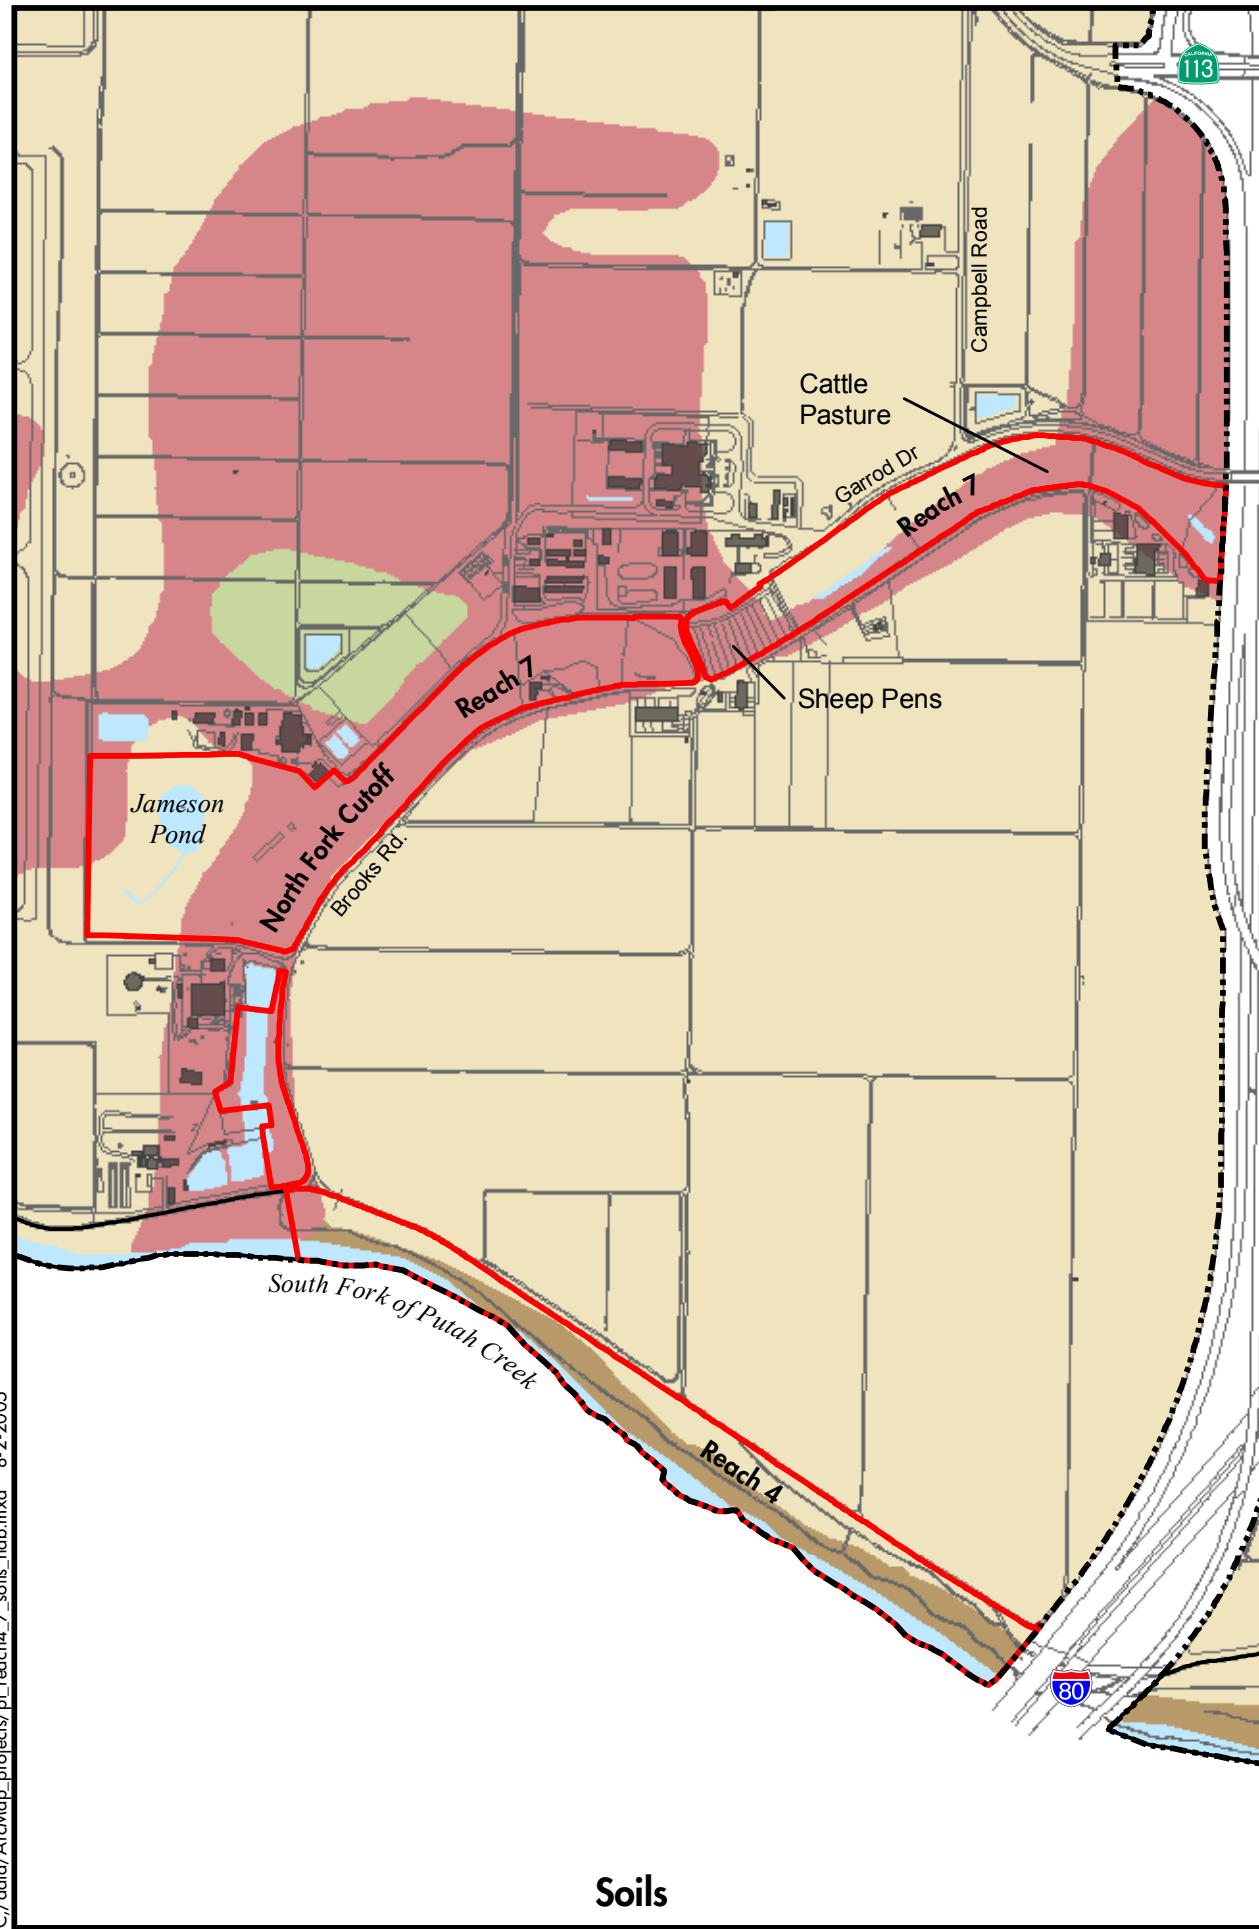 CALIFORNIA
113
Campbell Road
Cattle
Pasture
Garrod Dr
Reach 7
Reach 7
Sheep Pens
Jameson
Pond
North Fork Cutoff
Brooks Rd.
South Fork of Putah Creek
Reach 4
80
Soils